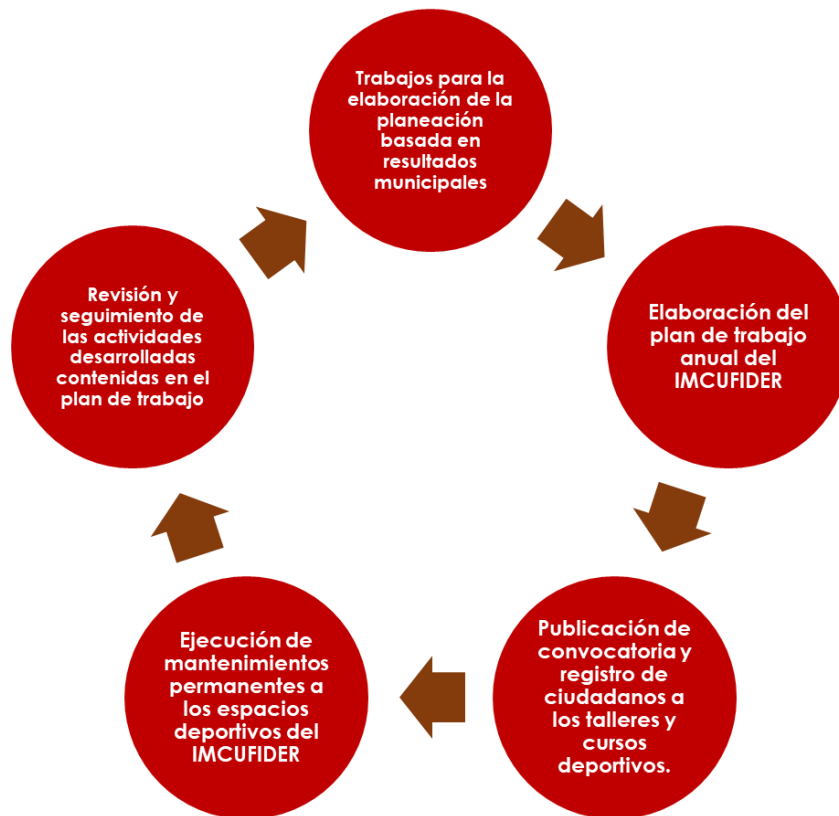 Trabajos para la
elaboración de la
planeación
basada en
resultados
municipales
Elaboración del
plan de trabajo
anual del
IMCUFIDER
Publicación de
convocatoria y
registro de
ciudadanos a
los talleres y
cursos
deportivos.
Ejecución de
mantenimientos
permanentes a
los espacios
deportivos del
IMCUFIDER
Revisión y
seguimiento de
las actividades
desarrolladas
contenidas en el
plan de trabajo